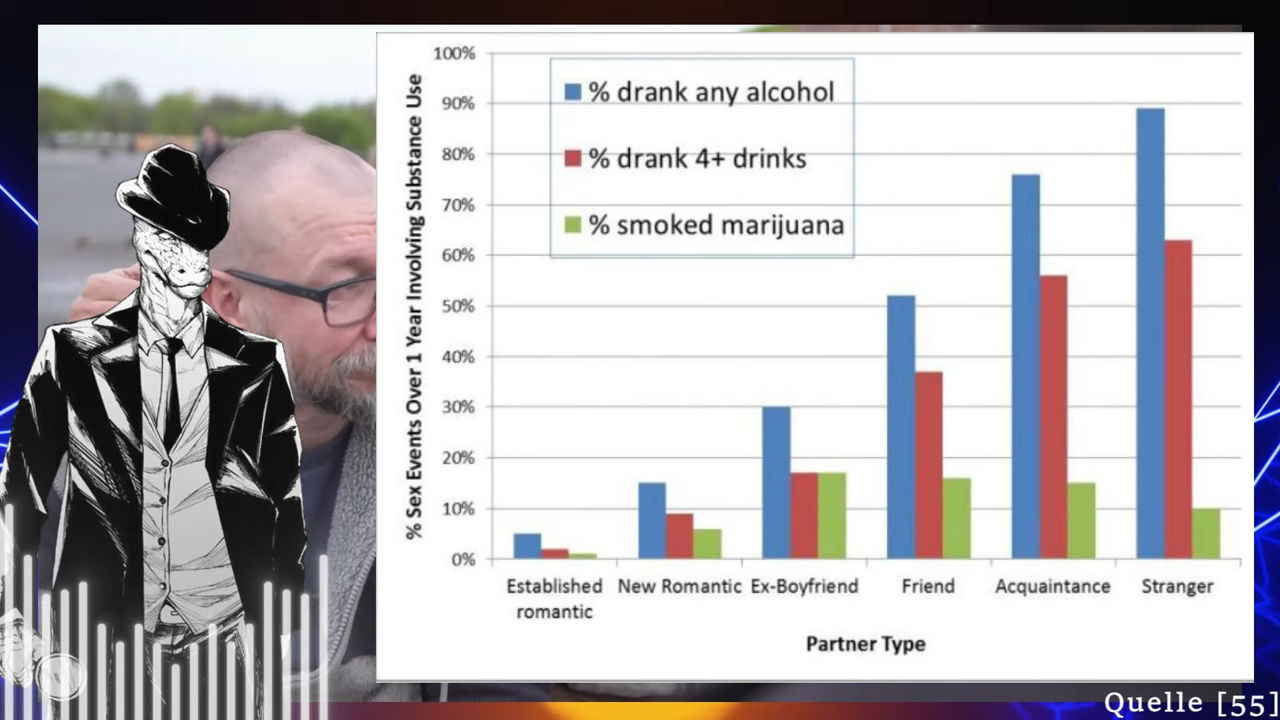 100%
90%
80%
70%
60%
50%
40%
30%
20%
10%
0%
% Sex Events Over 1 Year Involving Substance Use
% drank any alcohol
% drank 4+ drinks
% smoked marijuana
Established romantic
New Romantic
Ex-Boyfriend
Friend
Acquaintance
Stranger
Partner Type
Quelle [55]